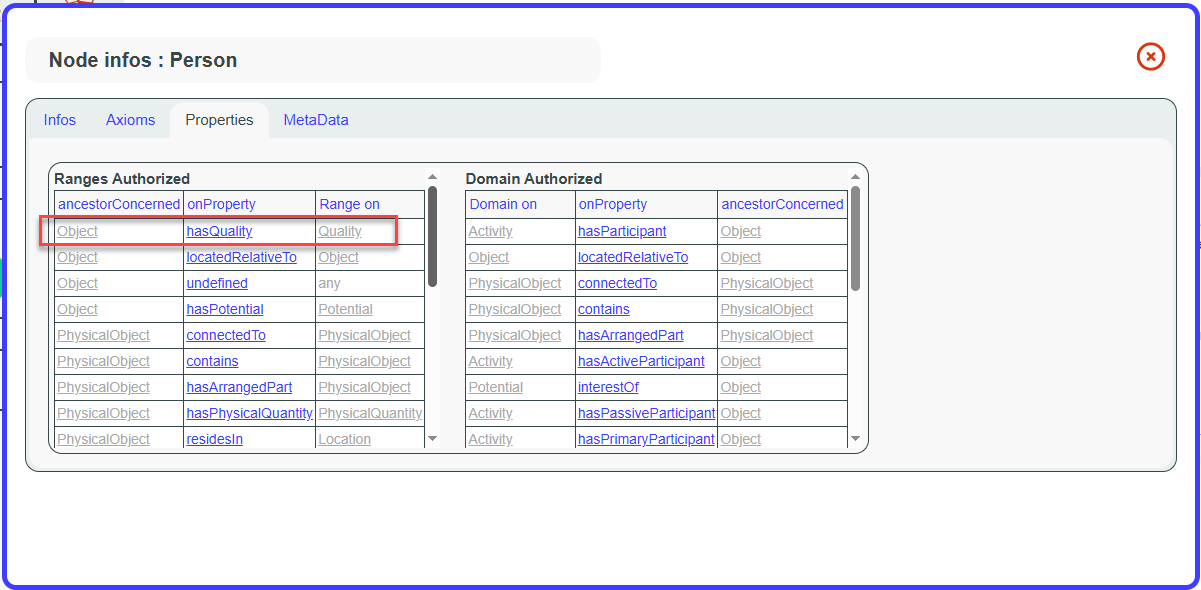 Node infos : Person
Infos Axioms Properties MetaData
Ranges Authorized
ancestorConcerned onProperty Range on
Object hasQuality Quality
Object locatedRelativeTo Object
Object undefined any
Object hasPotential Potential
PhysicalObject connectedTo PhysicalObject
PhysicalObject contains PhysicalObject
PhysicalObject hasArrangedPart PhysicalObject
PhysicalObject hasPhysicalQuantity PhysicalQuantity
PhysicalObject residesIn Location
Domain Authorized
Domain on onProperty ancestorConcerned
Activity hasParticipant Object
Object locatedRelativeTo Object
PhysicalObject connectedTo PhysicalObject
PhysicalObject contains PhysicalObject
PhysicalObject hasArrangedPart PhysicalObject
Activity hasActiveParticipant Object
Potential interestOf Object
Activity hasPassiveParticipant Object
Activity hasPrimaryParticipant Object